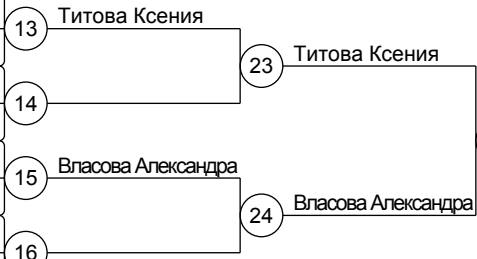 13 Титова Ксения
23 Титова Ксения
14
15 Власова Александра
24 Власова Александра
16